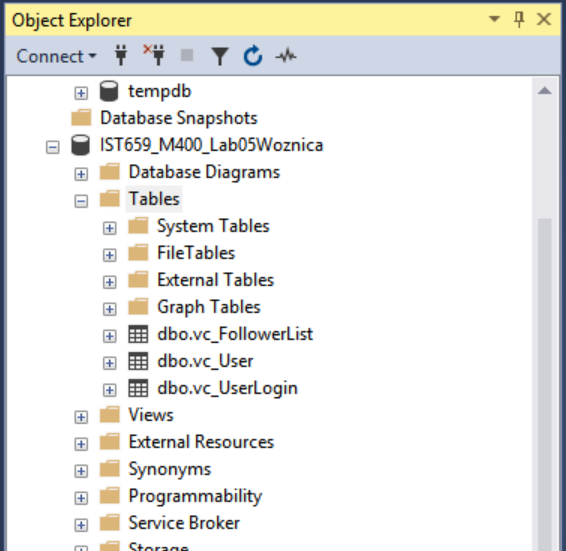 Object Explorer
Connect
tempdb
Database Snapshots
IST659_M400_Lab05Woznica
Database Diagrams
Tables
System Tables
FileTables
External Tables
Graph Tables
dbo.vc_FollowerList
dbo.vc_User
dbo.vc_UserLogin
Views
External Resources
Synonyms
Programmability
Service Broker
Storage